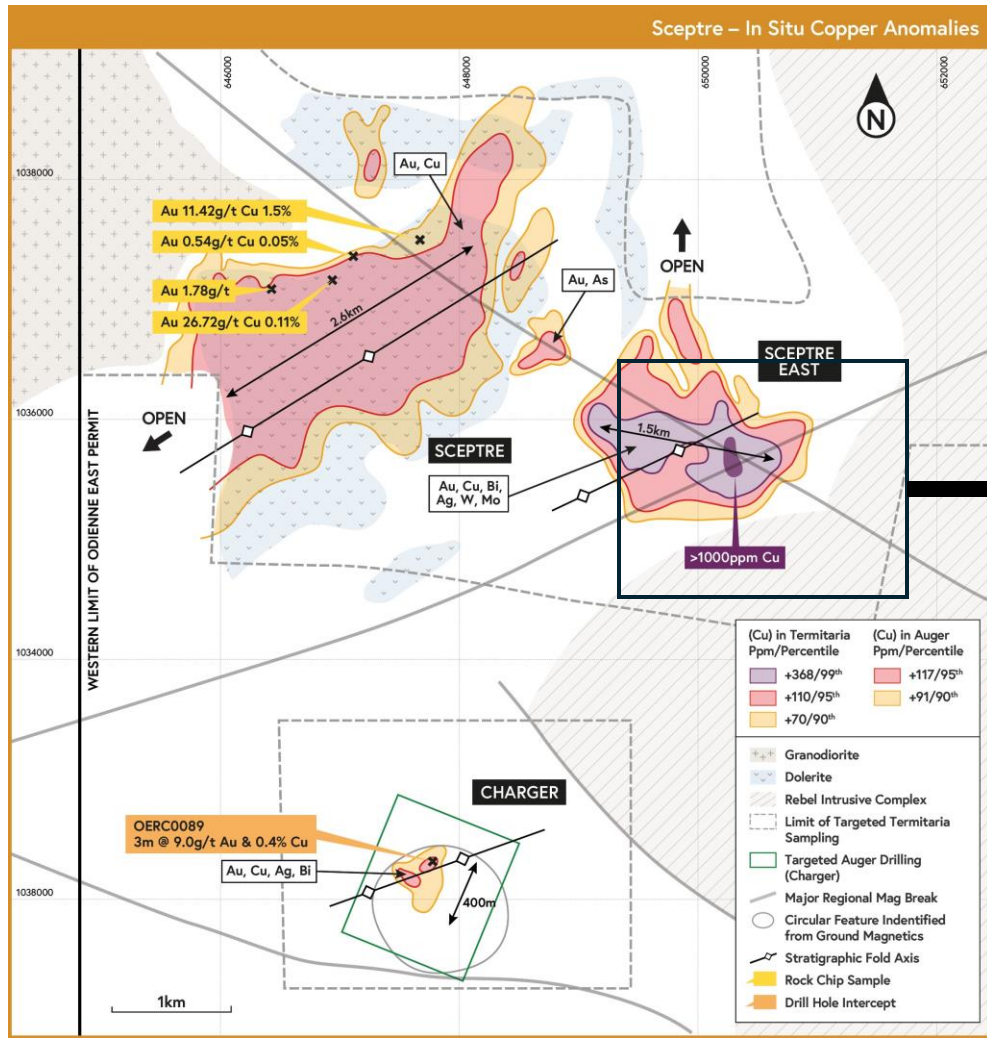 Sceptre – In Situ Copper Anomalies
646000
648000
650000
652000
N
1038000
Au, Cu
Au 11.42g/t Cu 1.5%
Au 0.54g/t Cu 0.05%
Au 1.78g/t
Au 26.72g/t Cu 0.11%
2.6km
OPEN
Au, As
SCEPTRE
EAST
1036000
OPEN
1.5km
SCEPTRE
Au, Cu, Bi,
Ag, W, Mo
>1000ppm Cu
WESTERN LIMIT OF ODIENNE EAST PERMIT
1034000
(Cu) in Termitaria
Ppm/Percentile
+368/99th
+110/95th
+70/90th
(Cu) in Auger
Ppm/Percentile
+117/95th
+91/90th
Granodiorite
Dolerite
Rebel Intrusive Complex
Limit of Targeted Termitaria
Sampling
Targeted Auger Drilling
(Charger)
Major Regional Mag Break
Circular Feature Indentified
from Ground Magnetics
Stratigraphic Fold Axis
Rock Chip Sample
Drill Hole Intercept
CHARGER
OERC0089
3m @ 9.0g/t Au & 0.4% Cu
Au, Cu, Ag, Bi
400m
1038000
1km